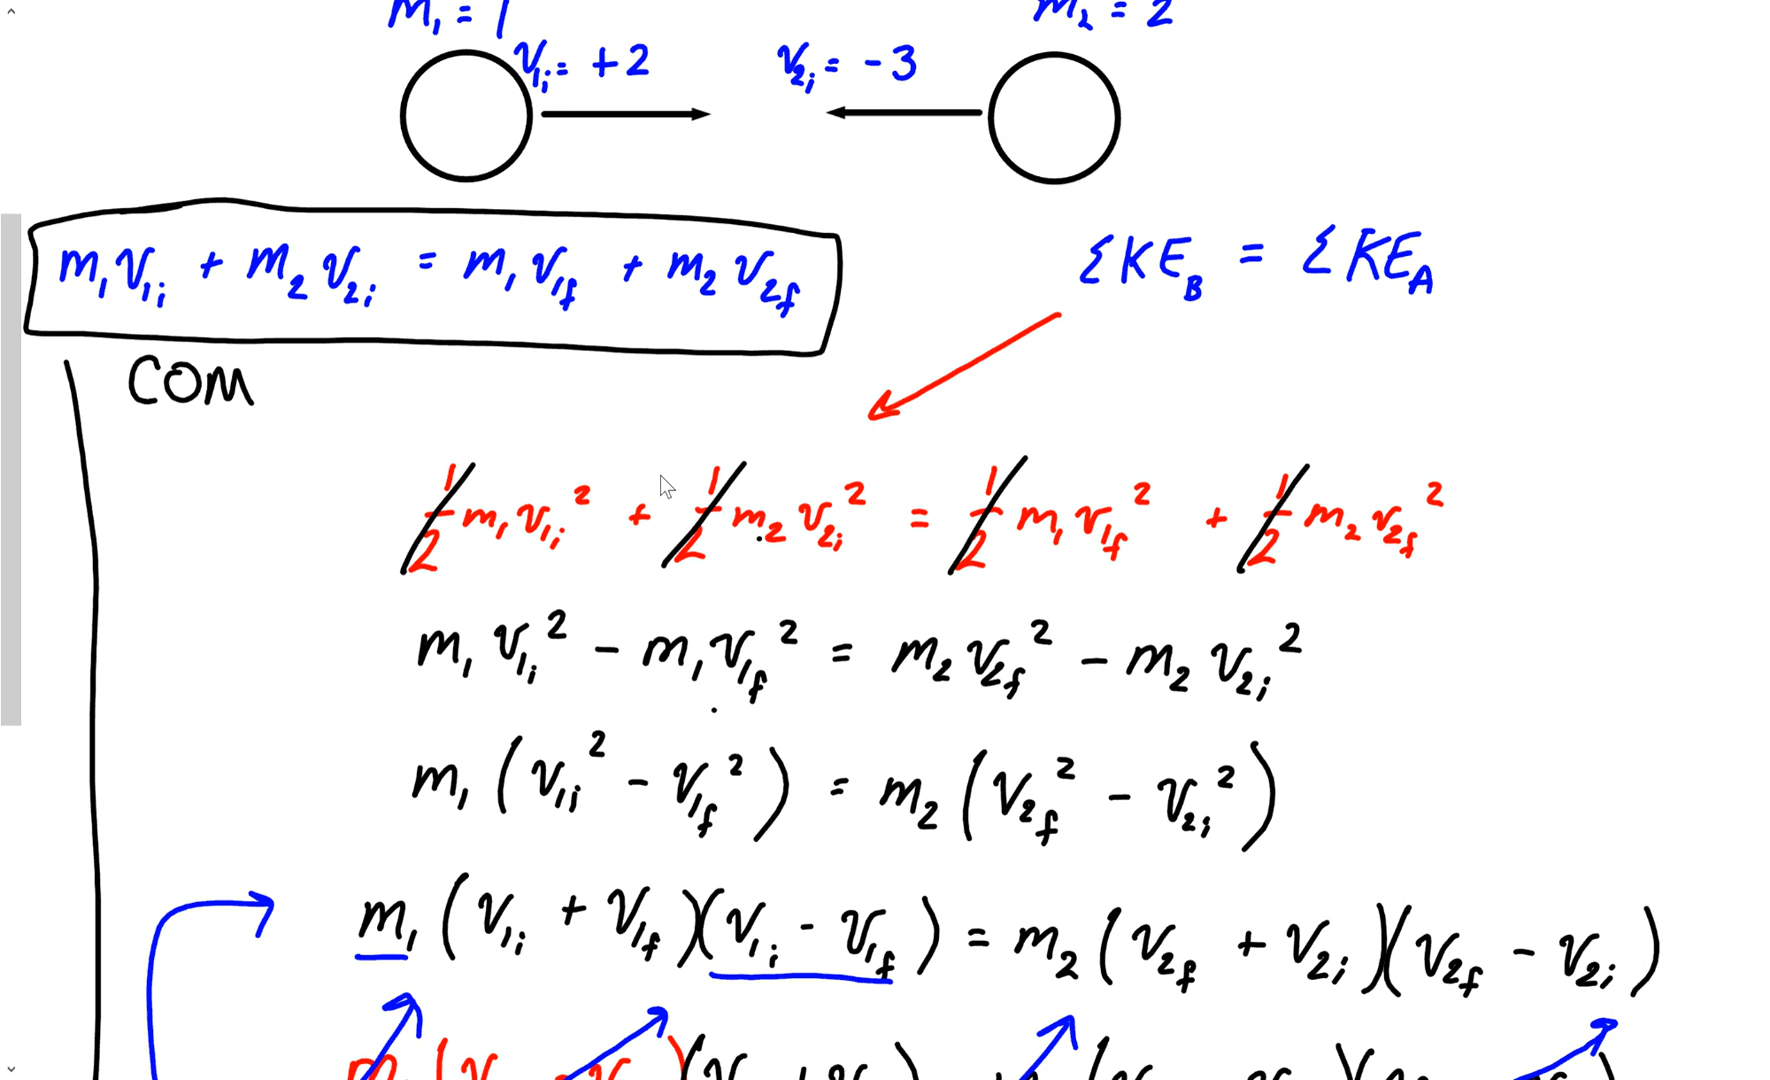 m₁ = 1 m₂ = 2
v₁ᵢ = +2 v₂ᵢ = -3
m₁v₁ᵢ + m₂v₂ᵢ = m₁v₁f + m₂v₂f
ΣKE_B = ΣKE_A
COM
½m₁v₁ᵢ² + ½m₂v₂ᵢ² = ½m₁v₁f² + ½m₂v₂f²
m₁v₁ᵢ² - m₁v₁f² = m₂v₂f² - m₂v₂ᵢ²
m₁(v₁ᵢ² - v₁f²) = m₂(v₂f² - v₂ᵢ²)
m₁(v₁ᵢ + v₁f)(v₁ᵢ - v₁f) = m₂(v₂f + v₂ᵢ)(v₂f - v₂ᵢ)